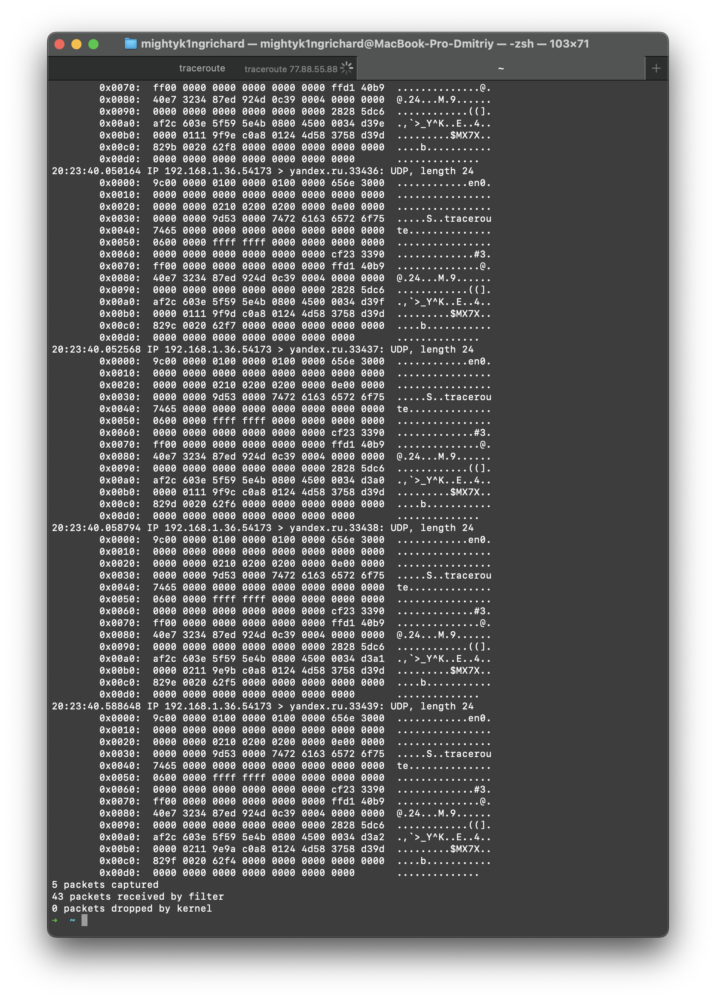 mightyk1ngrichard — mightyk1ngrichard@MacBook-Pro-Dmitriy — -zsh — 103×71
traceroute traceroute 77.88.55.88 ~ +
0x0070: ff00 0000 0000 0000 0000 0000 ffd1 40b9 ..............@.
0x0080: 40e7 3234 87ed 924d 0c39 0004 0000 0000 @.24...M.9......
0x0090: 0000 0000 0000 0000 0000 0000 2828 5dc6 ............((].
0x00a0: af2c 603e 5f59 5e4b 0800 4500 0034 d39e .,`>_Y^K..E..4..
0x00b0: 0000 0111 9f9e c0a8 0124 4d58 3758 d39d .........$MX7X..
0x00c0: 829b 0020 62f8 0000 0000 0000 0000 0000 ....b...........
0x00d0: 0000 0000 0000 0000 0000 0000 0000 ..............
20:23:40.050164 IP 192.168.1.36.54173 > yandex.ru.33436: UDP, length 24
0x0000: 9c00 0000 0100 0000 0100 0000 656e 3000 ............en0.
0x0010: 0000 0000 0000 0000 0000 0000 0000 0000 ................
0x0020: 0000 0000 0210 0200 0200 0000 0e00 0000 ................
0x0030: 0000 0000 9d53 0000 7472 6163 6572 6f75 .....S..tracerou
0x0040: 7465 0000 0000 0000 0000 0000 0000 0000 te..............
0x0050: 0600 0000 ffff ffff 0000 0000 0000 0000 ................
0x0060: 0000 0000 0000 0000 0000 0000 cf23 3390 .............#3.
0x0070: ff00 0000 0000 0000 0000 0000 ffd1 40b9 ..............@.
0x0080: 40e7 3234 87ed 924d 0c39 0004 0000 0000 @.24...M.9......
0x0090: 0000 0000 0000 0000 0000 0000 2828 5dc6 ............((].
0x00a0: af2c 603e 5f59 5e4b 0800 4500 0034 d39f .,`>_Y^K..E..4..
0x00b0: 0000 0111 9f9d c0a8 0124 4d58 3758 d39d .........$MX7X..
0x00c0: 829c 0020 62f7 0000 0000 0000 0000 0000 ....b...........
0x00d0: 0000 0000 0000 0000 0000 0000 0000 ..............
20:23:40.052568 IP 192.168.1.36.54173 > yandex.ru.33437: UDP, length 24
0x0000: 9c00 0000 0100 0000 0100 0000 656e 3000 ............en0.
0x0010: 0000 0000 0000 0000 0000 0000 0000 0000 ................
0x0020: 0000 0000 0210 0200 0200 0000 0e00 0000 ................
0x0030: 0000 0000 9d53 0000 7472 6163 6572 6f75 .....S..tracerou
0x0040: 7465 0000 0000 0000 0000 0000 0000 0000 te..............
0x0050: 0600 0000 ffff ffff 0000 0000 0000 0000 ................
0x0060: 0000 0000 0000 0000 0000 0000 cf23 3390 .............#3.
0x0070: ff00 0000 0000 0000 0000 0000 ffd1 40b9 ..............@.
0x0080: 40e7 3234 87ed 924d 0c39 0004 0000 0000 @.24...M.9......
0x0090: 0000 0000 0000 0000 0000 0000 2828 5dc6 ............((].
0x00a0: af2c 603e 5f59 5e4b 0800 4500 0034 d3a0 .,`>_Y^K..E..4..
0x00b0: 0000 0111 9f9c c0a8 0124 4d58 3758 d39d .........$MX7X..
0x00c0: 829d 0020 62f6 0000 0000 0000 0000 0000 ....b...........
0x00d0: 0000 0000 0000 0000 0000 0000 0000 ..............
20:23:40.058794 IP 192.168.1.36.54173 > yandex.ru.33438: UDP, length 24
0x0000: 9c00 0000 0100 0000 0100 0000 656e 3000 ............en0.
0x0010: 0000 0000 0000 0000 0000 0000 0000 0000 ................
0x0020: 0000 0000 0210 0200 0200 0000 0e00 0000 ................
0x0030: 0000 0000 9d53 0000 7472 6163 6572 6f75 .....S..tracerou
0x0040: 7465 0000 0000 0000 0000 0000 0000 0000 te..............
0x0050: 0600 0000 ffff ffff 0000 0000 0000 0000 ................
0x0060: 0000 0000 0000 0000 0000 0000 cf23 3390 .............#3.
0x0070: ff00 0000 0000 0000 0000 0000 ffd1 40b9 ..............@.
0x0080: 40e7 3234 87ed 924d 0c39 0004 0000 0000 @.24...M.9......
0x0090: 0000 0000 0000 0000 0000 0000 2828 5dc6 ............((].
0x00a0: af2c 603e 5f59 5e4b 0800 4500 0034 d3a1 .,`>_Y^K..E..4..
0x00b0: 0000 0211 9e9b c0a8 0124 4d58 3758 d39d .........$MX7X..
0x00c0: 829e 0020 62f5 0000 0000 0000 0000 0000 ....b...........
0x00d0: 0000 0000 0000 0000 0000 0000 0000 ..............
20:23:40.588648 IP 192.168.1.36.54173 > yandex.ru.33439: UDP, length 24
0x0000: 9c00 0000 0100 0000 0100 0000 656e 3000 ............en0.
0x0010: 0000 0000 0000 0000 0000 0000 0000 0000 ................
0x0020: 0000 0000 0210 0200 0200 0000 0e00 0000 ................
0x0030: 0000 0000 9d53 0000 7472 6163 6572 6f75 .....S..tracerou
0x0040: 7465 0000 0000 0000 0000 0000 0000 0000 te..............
0x0050: 0600 0000 ffff ffff 0000 0000 0000 0000 ................
0x0060: 0000 0000 0000 0000 0000 0000 cf23 3390 .............#3.
0x0070: ff00 0000 0000 0000 0000 0000 ffd1 40b9 ..............@.
0x0080: 40e7 3234 87ed 924d 0c39 0004 0000 0000 @.24...M.9......
0x0090: 0000 0000 0000 0000 0000 0000 2828 5dc6 ............((].
0x00a0: af2c 603e 5f59 5e4b 0800 4500 0034 d3a2 .,`>_Y^K..E..4..
0x00b0: 0000 0211 9e9a c0a8 0124 4d58 3758 d39d .........$MX7X..
0x00c0: 829f 0020 62f4 0000 0000 0000 0000 0000 ....b...........
0x00d0: 0000 0000 0000 0000 0000 0000 0000 ..............
5 packets captured
43 packets received by filter
0 packets dropped by kernel
➜ ~